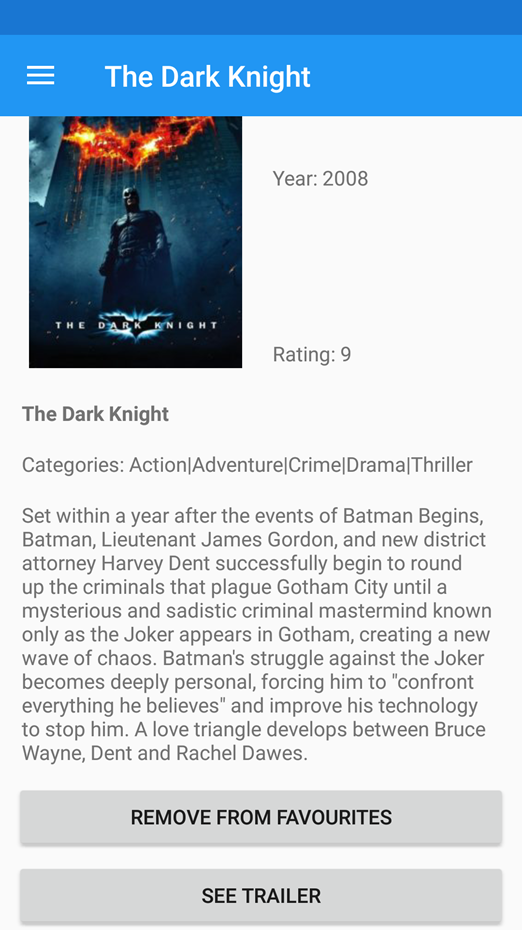 The Dark Knight
Year: 2008
THE DARK KNIGHT
Rating: 9
The Dark Knight
Categories: Action|Adventure|Crime|Drama|Thriller
Set within a year after the events of Batman Begins,
Batman, Lieutenant James Gordon, and new district
attorney Harvey Dent successfully begin to round
up the criminals that plague Gotham City until a
mysterious and sadistic criminal mastermind known
only as the Joker appears in Gotham, creating a new
wave of chaos. Batman's struggle against the Joker
becomes deeply personal, forcing him to "confront
everything he believes" and improve his technology
to stop him. A love triangle develops between Bruce
Wayne, Dent and Rachel Dawes.
REMOVE FROM FAVOURITES
SEE TRAILER